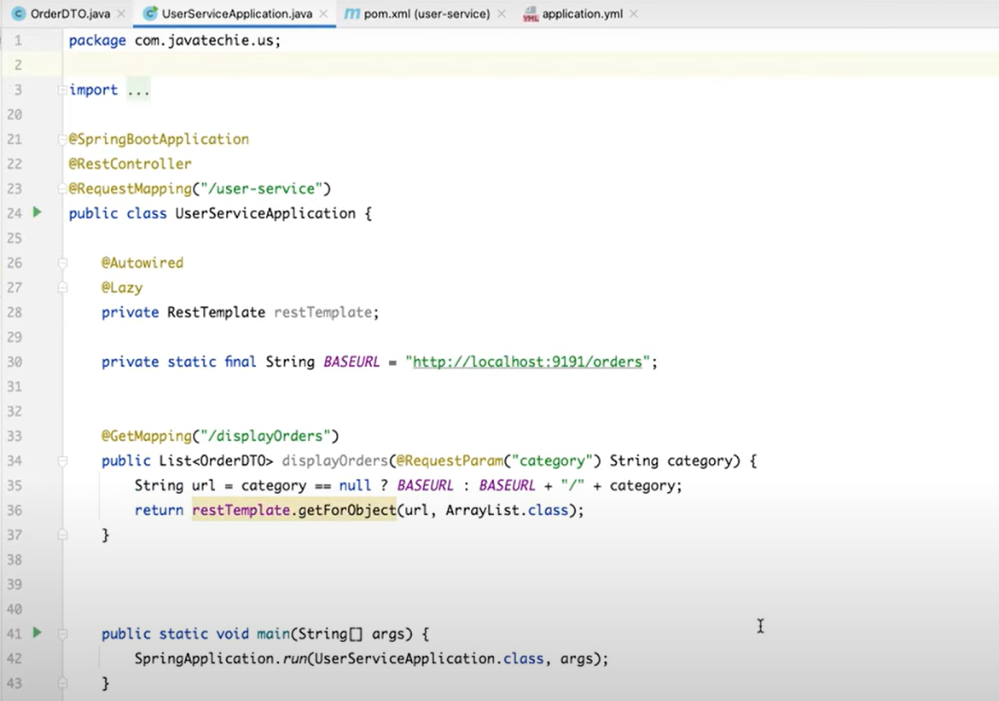 OrderDTO.java UserServiceApplication.java pom.xml (user-service) application.yml
1 package com.javatechie.us;
2
3 import ...
20
21 @SpringBootApplication
22 @RestController
23 @RequestMapping("/user-service")
24 public class UserServiceApplication {
25
26 @Autowired
27 @Lazy
28 private RestTemplate restTemplate;
29
30 private static final String BASEURL = "http://localhost:9191/orders";
31
32
33 @GetMapping("/displayOrders")
34 public List<OrderDTO> displayOrders(@RequestParam("category") String category) {
35 String url = category == null ? BASEURL : BASEURL + "/" + category;
36 return restTemplate.getForObject(url, ArrayList.class);
37 }
38
39
40
41 public static void main(String[] args) {
42 SpringApplication.run(UserServiceApplication.class, args);
43 }